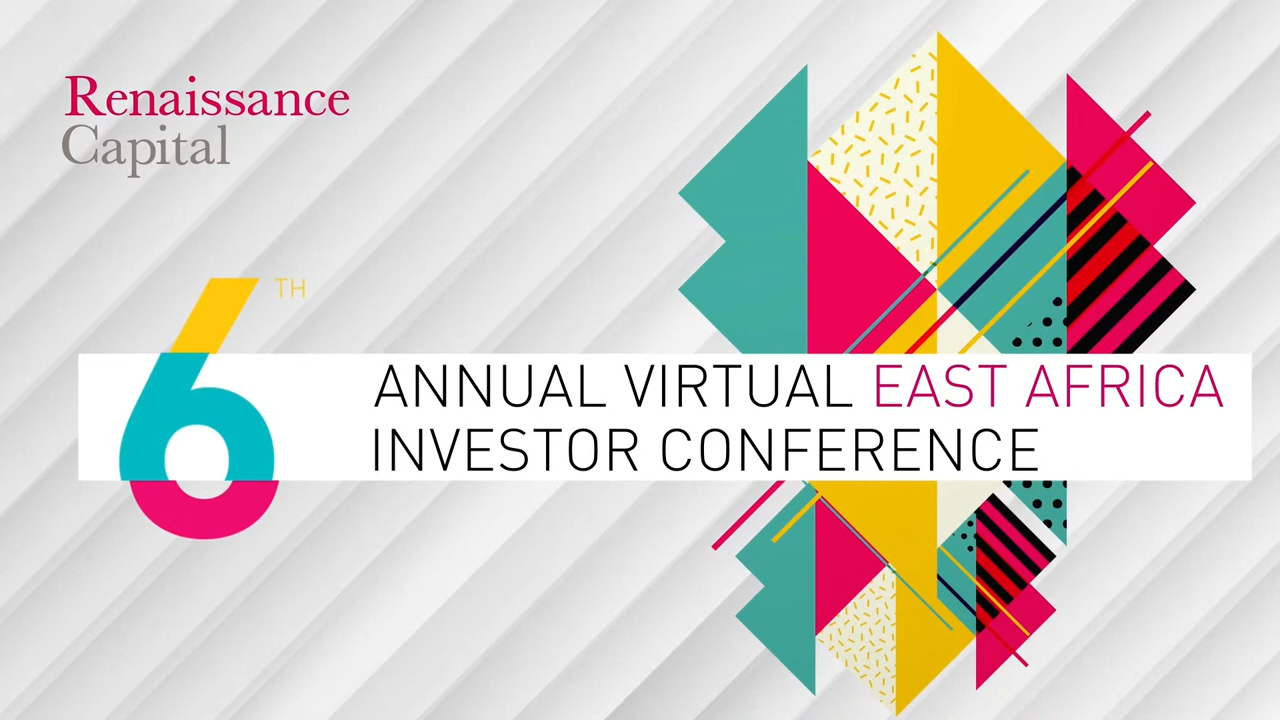 Renaissance
Capital
6TH
ANNUAL VIRTUAL EAST AFRICA
INVESTOR CONFERENCE